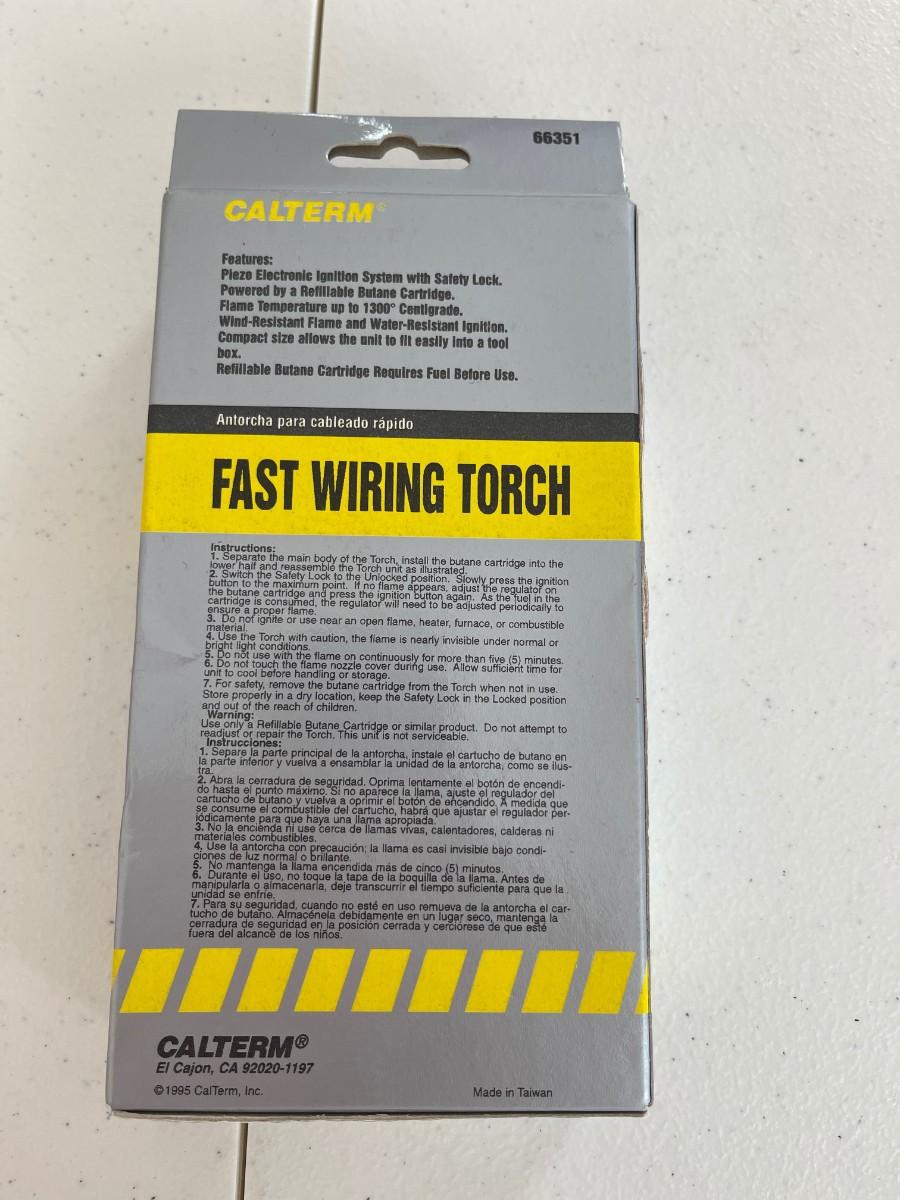 66351
CALTERM®
Features:
Piezo Electronic Ignition System with Safety Lock.
Powered by a Refillable Butane Cartridge.
Flame Temperature up to 1300° Centigrade.
Wind-Resistant Flame and Water-Resistant Ignition.
Compact size allows the unit to fit easily into a tool
box.
Refillable Butane Cartridge Requires Fuel Before Use.
Antorcha para cableado rápido
FAST WIRING TORCH
Instructions:
1. Separate the main body of the Torch, install the butane cartridge into the
lower half and reassemble the Torch unit as illustrated.
2. Switch the Safety Lock to the Unlocked position. Slowly press the ignition
button to the maximum point. If no flame appears, adjust the regulator on
the butane cartridge and press the ignition button again. As the fuel in the
cartridge is consumed, the regulator will need to be adjusted periodically to
ensure a proper flame.
3. Do not ignite or use near an open flame, heater, furnace, or combustible
material.
4. Use the Torch with caution, the flame is nearly invisible under normal or
bright light conditions.
5. Do not use with the flame on continuously for more than five (5) minutes.
6. Do not touch the flame nozzle cover during use. Allow sufficient time for
unit to cool before handling or storage.
7. For safety, remove the butane cartridge from the Torch when not in use.
Store properly in a dry location, keep the Safety Lock in the Locked position
and out of the reach of children.
Warning:
Use only a Refillable Butane Cartridge or similar product. Do not attempt to
readjust or repair the Torch. This unit is not serviceable.
Instrucciones:
1. Separe la parte principal de la antorcha, instale el cartucho de butano en
la parte inferior y vuelva a ensamblar la unidad de la antorcha, como se ilus-
tra.
2. Abra la cerradura de seguridad. Oprima lentamente el botón de encendi-
do hasta el punto máximo. Si no aparece la llama, ajuste el regulador del
cartucho de butano y vuelva a oprimir el botón de encendido. A medida que
se consume el combustible del cartucho, habrá que ajustar el regulador per-
iódicamente para que haya una llama apropiada.
3. No la encienda ni use cerca de llamas vivas, calentadores, calderas ni
materiales combustibles.
4. Use la antorcha con precaución; la llama es casi invisible bajo condi-
ciones de luz normal o brillante.
5. No mantenga la llama encendida más de cinco (5) minutos.
6. Durante el uso, no toque la tapa de la boquilla de la llama. Antes de
manipularla o almacenarla, deje transcurrir el tiempo suficiente para que la
unidad se enfríe.
7. Para su seguridad, cuando no esté en uso remueva de la antorcha el car-
tucho de butano. Almacénela debidamente en un lugar seco, mantenga la
cerradura de seguridad en la posición cerrada y cerciórese de que esté
fuera del alcance de los niños.
CALTERM®
El Cajon, CA 92020-1197
©1995 CalTerm, Inc.
Made in Taiwan